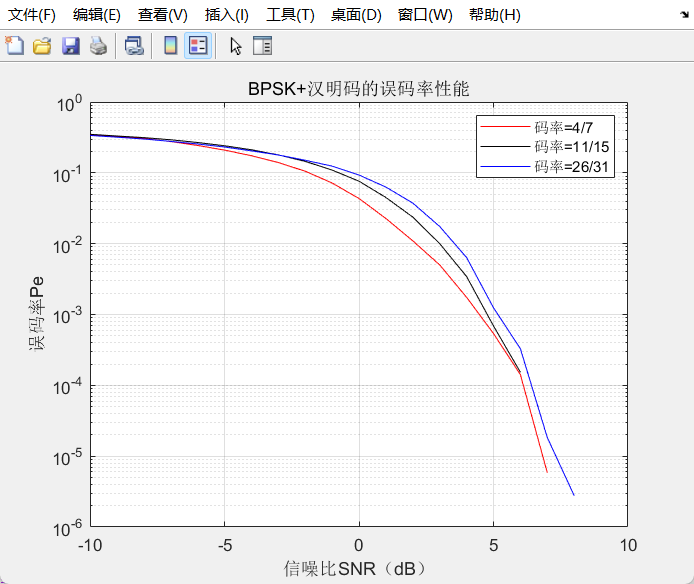 文件(F) 编辑(E) 查看(V) 插入(I) 工具(T) 桌面(D) 窗口(W) 帮助(H)
BPSK+汉明码的误码率性能
10^0
码率=4/7
码率=11/15
码率=26/31
10^-1
10^-2
10^-3
误码率Pe
10^-4
10^-5
10^-6
-10 -5 0 5 10
信噪比SNR（dB）